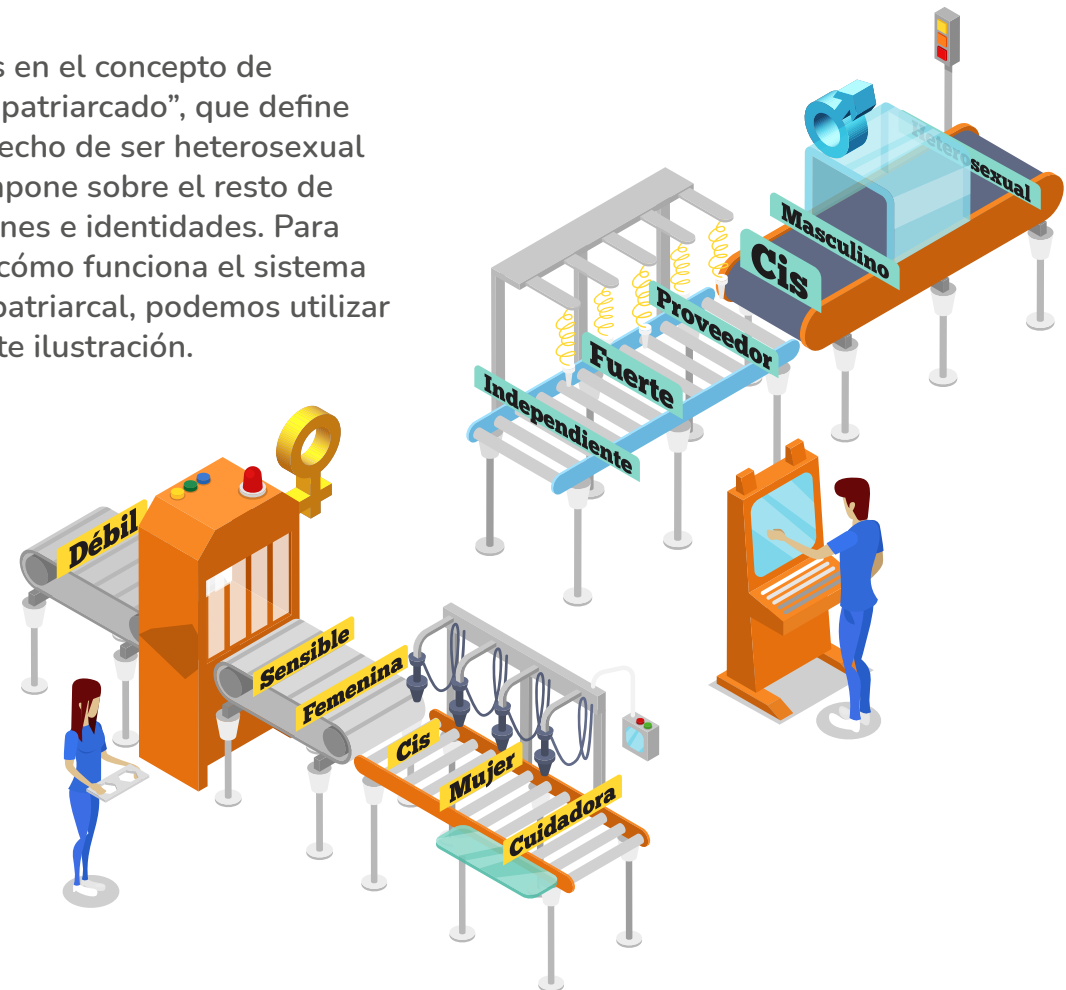 s en el concepto de
patriarcado”, que define
echo de ser heterosexual
pone sobre el resto de
nes e identidades. Para
cómo funciona el sistema
patriarcal, podemos utilizar
te ilustración.
Heterosexual
Masculino
Cis
Proveedor
Fuerte
Independiente
Débil
Sensible
Femenina
Cis
Mujer
Cuidadora